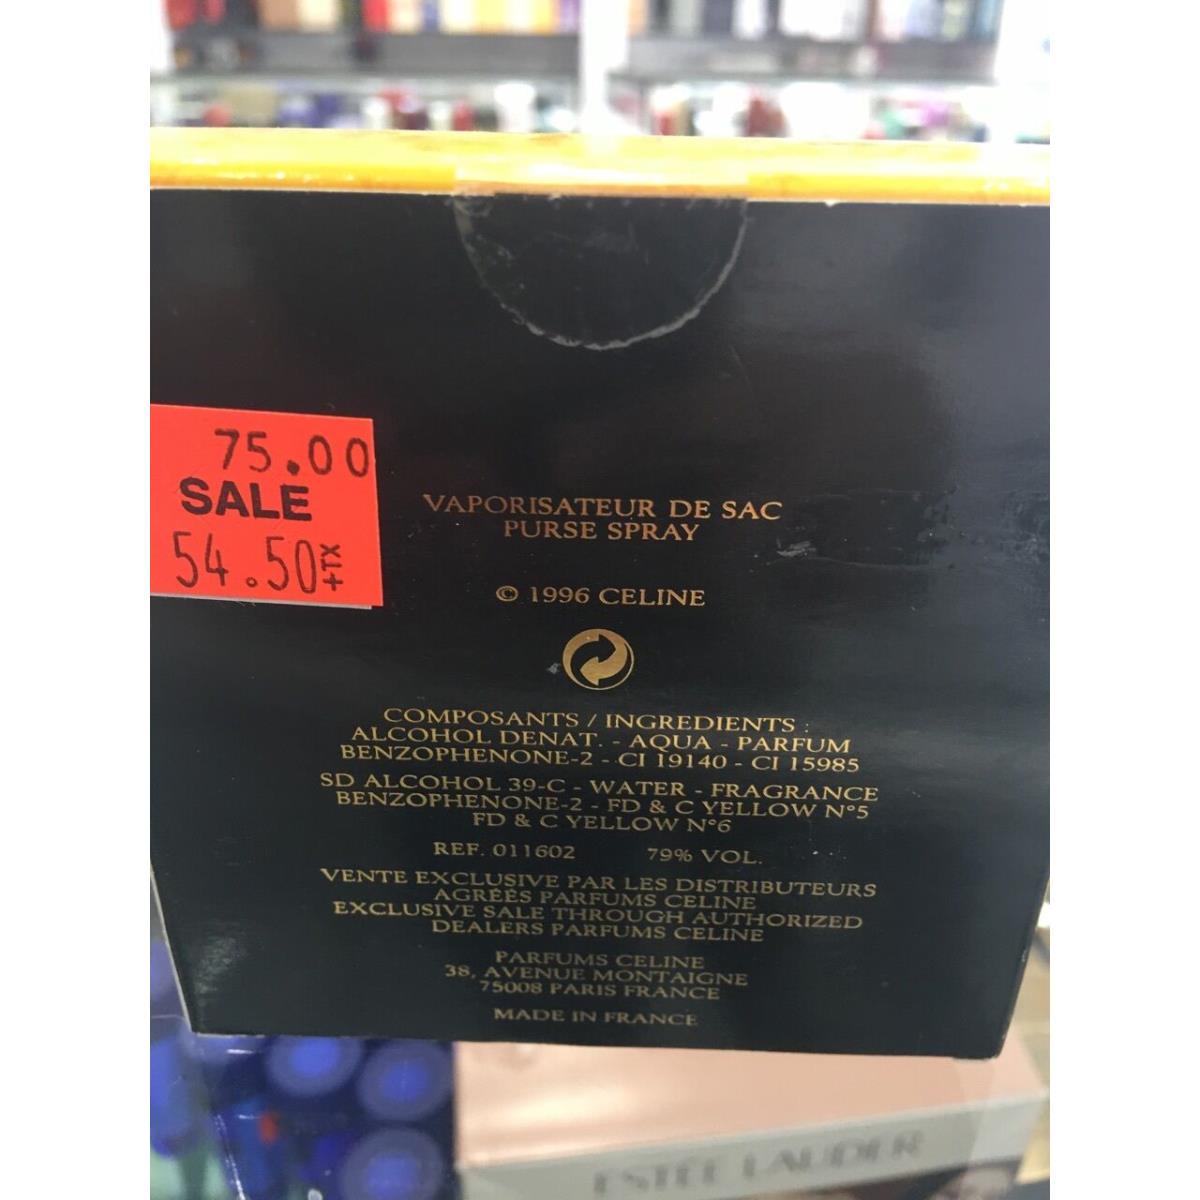 75.00
SALE
54.50+TX
VAPORISATEUR DE SAC
PURSE SPRAY
© 1996 CELINE
COMPOSANTS / INGREDIENTS :
ALCOHOL DENAT. - AQUA - PARFUM
BENZOPHENONE-2 - CI 19140 - CI 15985
SD ALCOHOL 39-C - WATER - FRAGRANCE
BENZOPHENONE-2 - FD & C YELLOW N°5
FD & C YELLOW N°6
REF. 011602 79% VOL.
VENTE EXCLUSIVE PAR LES DISTRIBUTEURS
AGRÉÉS PARFUMS CELINE
EXCLUSIVE SALE THROUGH AUTHORIZED
DEALERS PARFUMS CELINE
PARFUMS CELINE
38, AVENUE MONTAIGNE
75008 PARIS FRANCE
MADE IN FRANCE
ESTĒE LAUDER